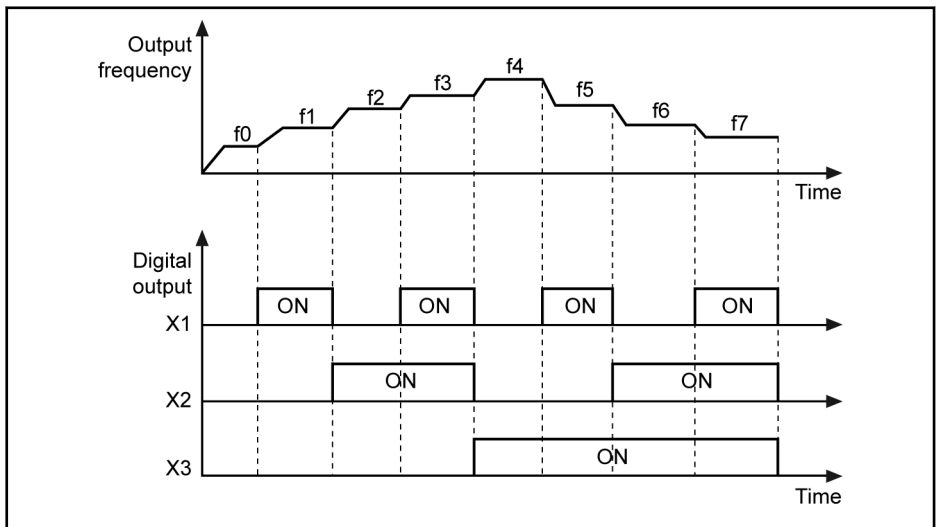 Output
frequency
f0
f1
f2
f3
f4
f5
f6
f7
Time
Digital
output
X1
ON
ON
ON
ON
X2
ON
ON
X3
ON
Time